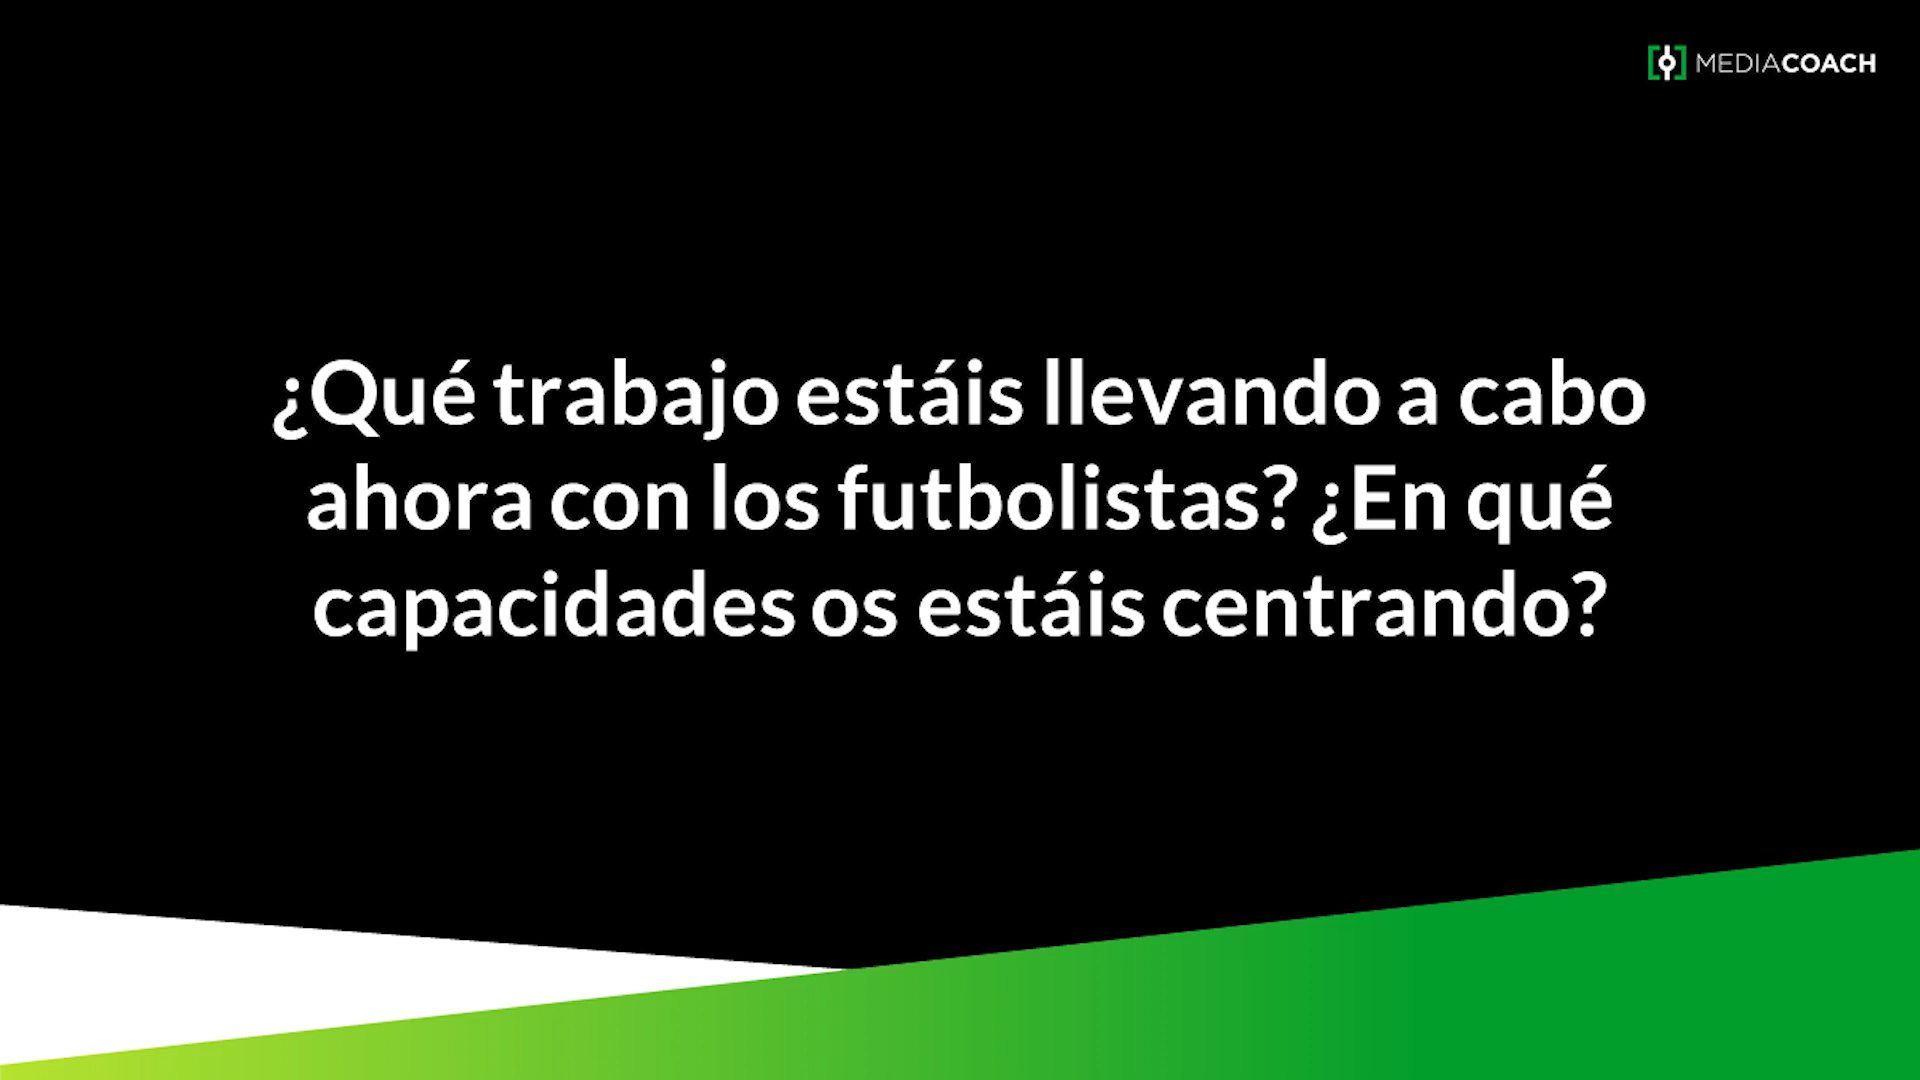 MEDIACOACH
¿Qué trabajo estáis llevando a cabo
ahora con los futbolistas? ¿En qué
capacidades os estáis centrando?